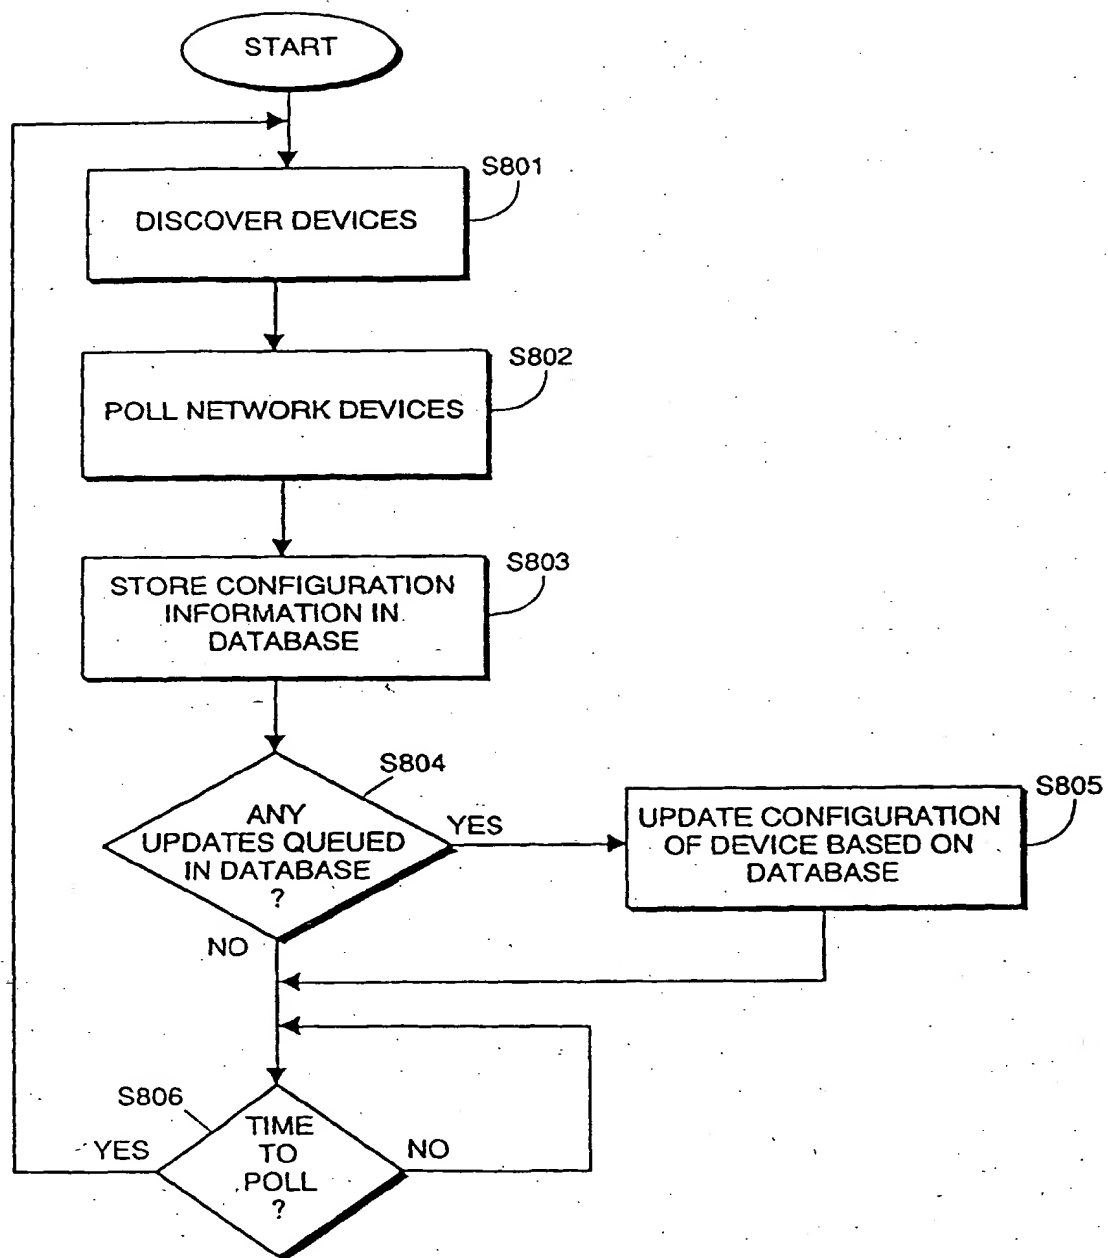 START
S801
DISCOVER DEVICES
S802
POLL NETWORK DEVICES
S803
STORE CONFIGURATION
INFORMATION IN
DATABASE
S804
ANY
UPDATES QUEUED
IN DATABASE
?
YES
S805
UPDATE CONFIGURATION
OF DEVICE BASED ON
DATABASE
NO
S806
TIME
TO
POLL
?
YES
NO